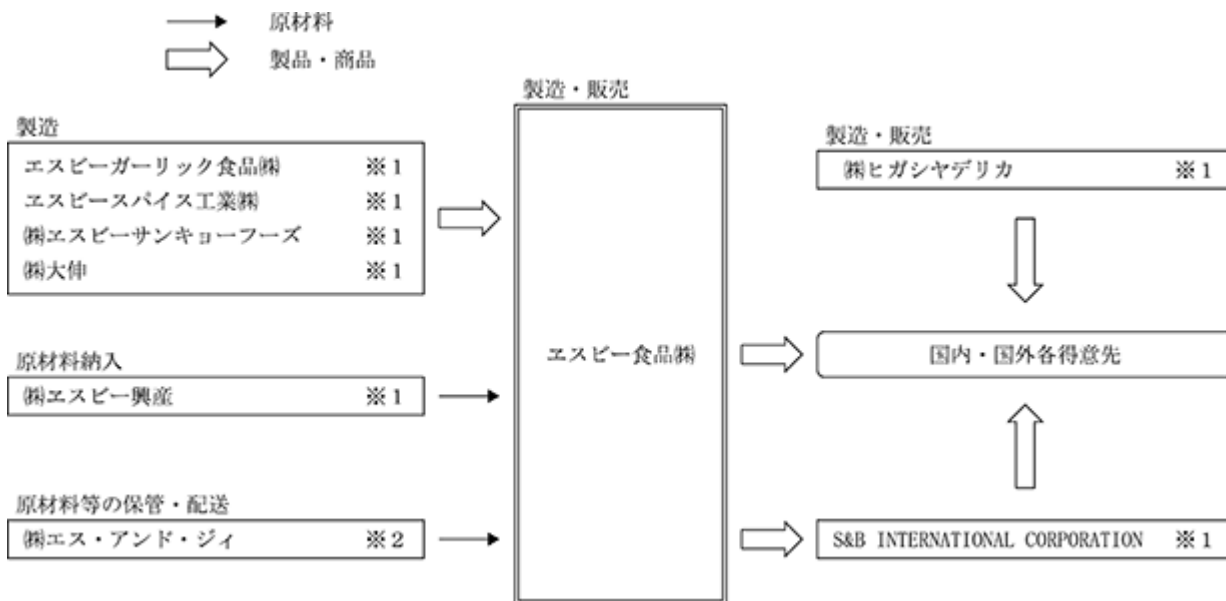 原材料
製品・商品
製造・販売
製造
ヱスビーガーリック食品㈱ ※1
ヱスビースパイス工業㈱ ※1
㈱ヱスビーサンキョーフーズ ※1
㈱大伸 ※1
原材料納入
㈱ヱスビー興産 ※1
原材料等の保管・配送
㈱エス・アンド・ジィ ※2
ヱスビー食品㈱
製造・販売
㈱ヒガシヤデリカ ※1
国内・国外各得意先
S&B INTERNATIONAL CORPORATION ※1